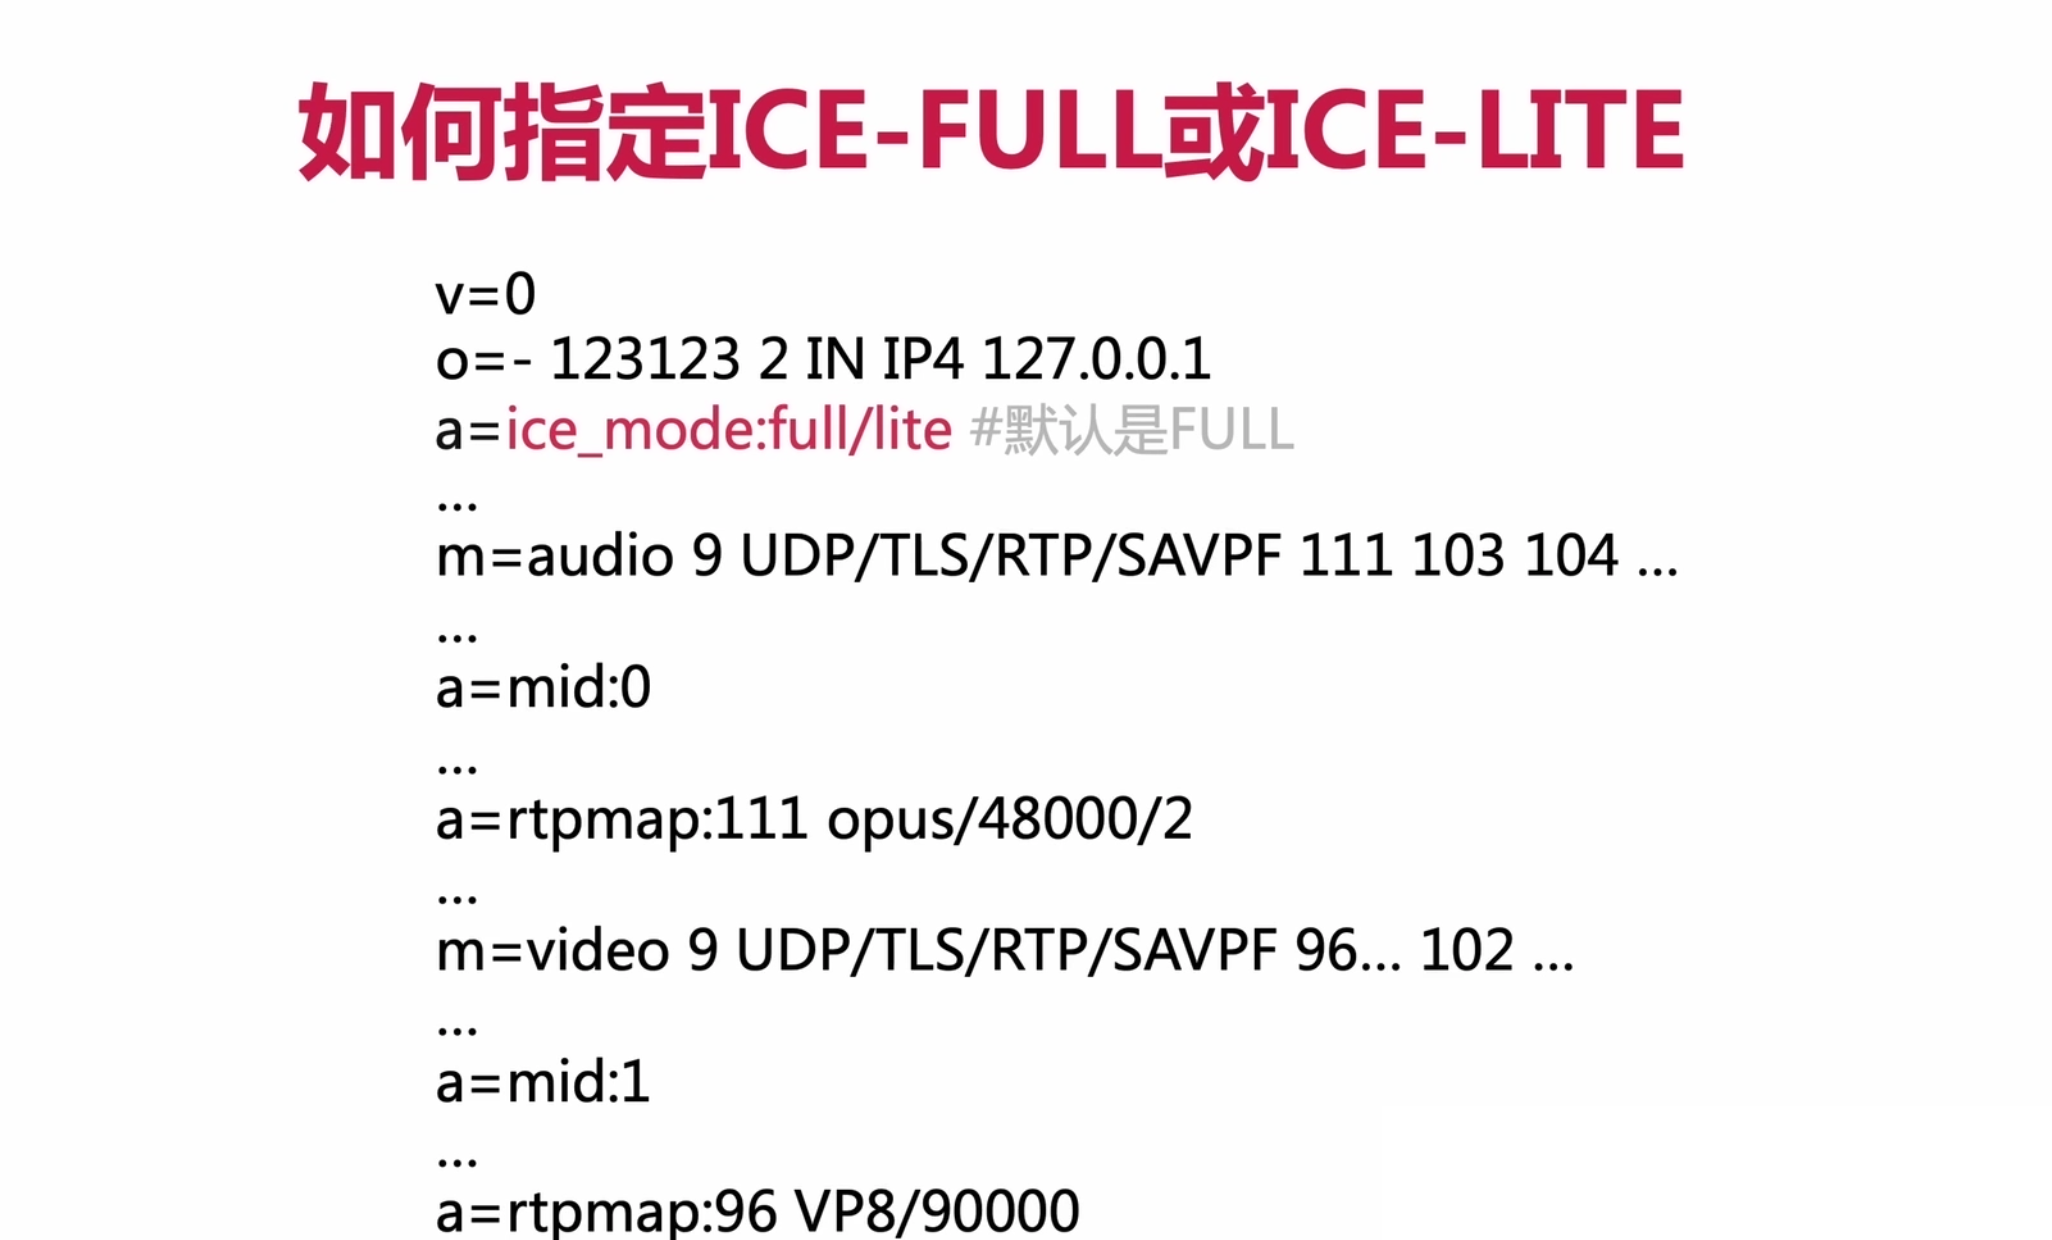 如何指定ICE-FULL或ICE-LITE
v=0
o=- 123123 2 IN IP4 127.0.0.1
a=ice_mode:full/lite #默认是FULL
...
m=audio 9 UDP/TLS/RTP/SAVPF 111 103 104 ...
...
a=mid:0
...
a=rtpmap:111 opus/48000/2
...
m=video 9 UDP/TLS/RTP/SAVPF 96... 102 ...
...
a=mid:1
...
a=rtpmap:96 VP8/90000